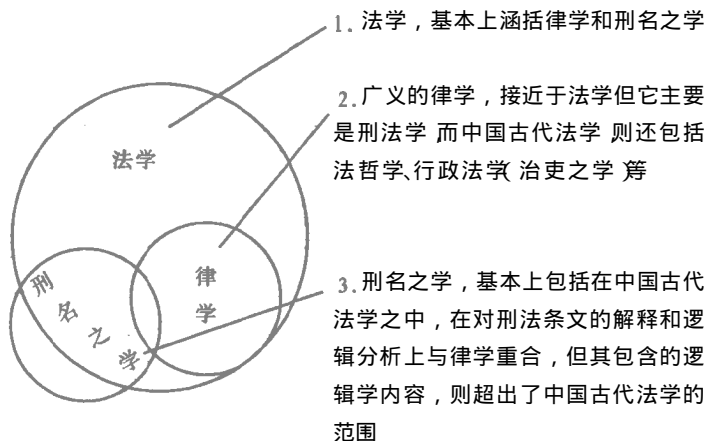 1. 法学，基本上涵括律学和刑名之学
2. 广义的律学，接近于法学但它主要
是刑法学,而中国古代法学,则还包括
法哲学、行政法学(治吏之学)等
法学
律学
刑名之学
3. 刑名之学，基本上包括在中国古代
法学之中，在对刑法条文的解释和逻
辑分析上与律学重合，但其包含的逻
辑学内容，则超出了中国古代法学的
范围